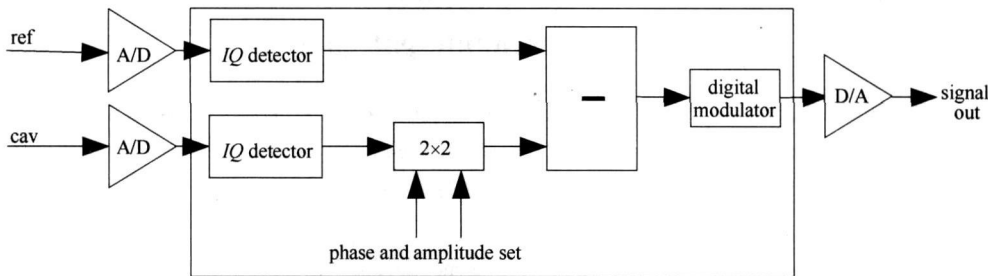 ref
A/D
IQ detector
digital
modulator
D/A
signal
out
cav
A/D
IQ detector
2×2
phase and amplitude set